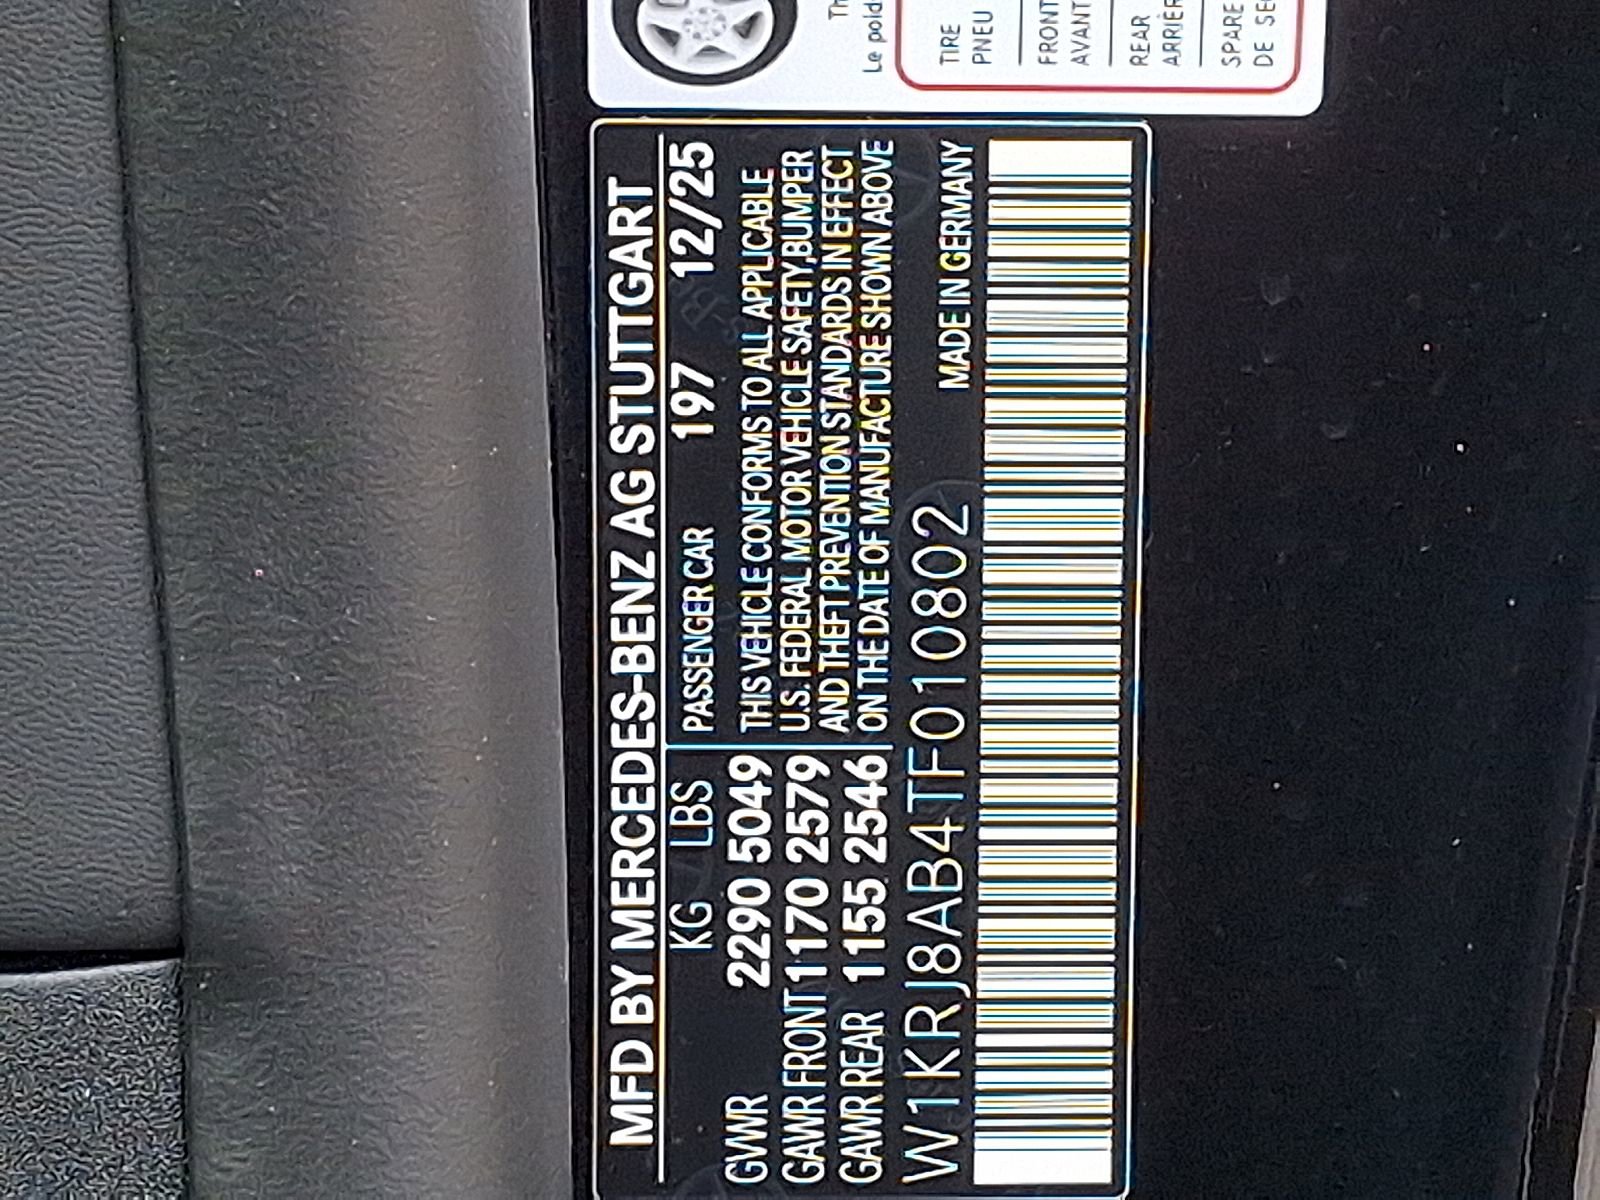 MFD BY MERCEDES-BENZ AG STUTTGART
KG LBS
GVWR 2290 5049
GAWR FRONT 1170 2579
GAWR REAR 1155 2546
PASSENGER CAR 197 12/25
THIS VEHICLE CONFORMS TO ALL APPLICABLE
U.S. FEDERAL MOTOR VEHICLE SAFETY,BUMPER
AND THEFT PREVENTION STANDARDS IN EFFECT
ON THE DATE OF MANUFACTURE SHOWN ABOVE
W1KRJ8AB4TF010802
MADE IN GERMANY
Le
TIRE
PNEU
FRONT
AVANT
REAR
SPARE